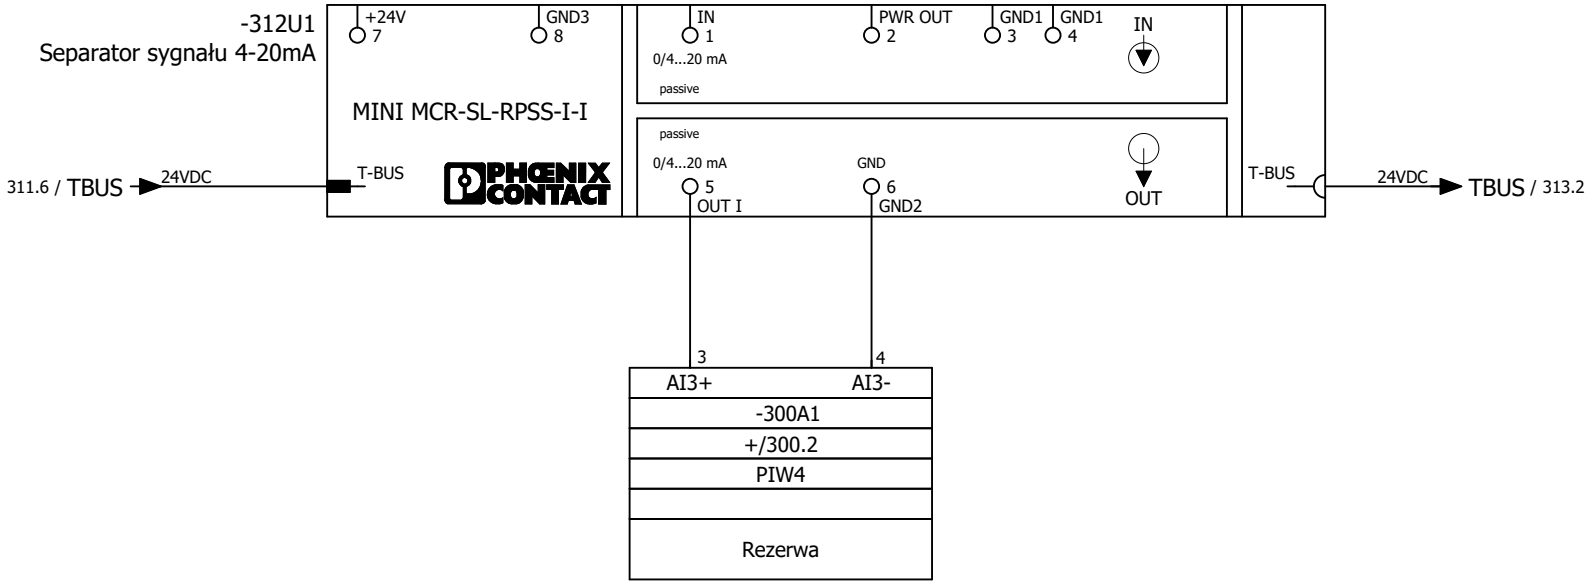 -312U1
Separator sygnału 4-20mA
+24V
7
GND3
8
IN
1
0/4...20 mA
passive
PWR OUT
2
GND1
3
GND1
4
IN
MINI MCR-SL-RPSS-I-I
311.6 / TBUS
24VDC
T-BUS
PHŒNIX
CONTACT
passive
0/4...20 mA
5
OUT I
GND
6
GND2
OUT
T-BUS
24VDC
TBUS / 313.2
3
4
AI3+
AI3-
-300A1
+/300.2
PIW4
Rezerwa